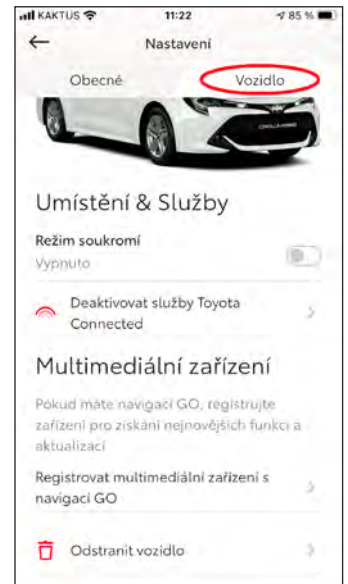 KAKTUS 11:22 85 %
Nastavení
Obecné Vozidlo
COROLLA HYBRID
Umístění & Služby
Režim soukromí
Vypnuto
Deaktivovat služby Toyota
Connected
Multimediální zařízení
Pokud máte navigaci GO, registrujte
zařízení pro získání nejnovějších funkcí a
aktualizací
Registrovat multimediální zařízení s
navigací GO
Odstranit vozidlo